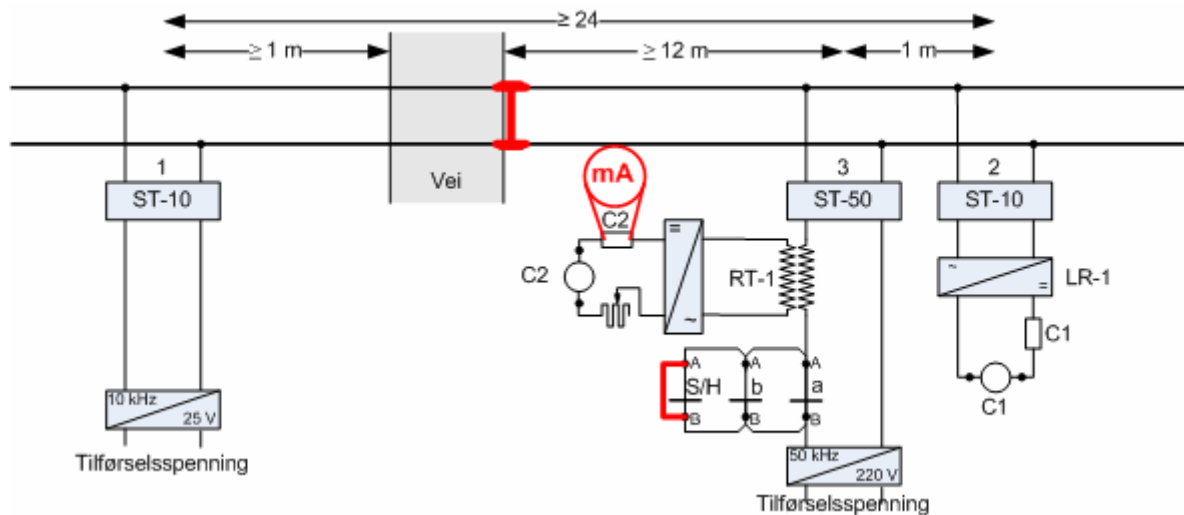 ≥ 24
≥ 1 m
≥ 12 m
1 m
1
Vei
3
2
ST-10
mA
ST-50
ST-10
C2
C2
RT-1
~
=
LR-1
=
~
C1
A
A
A
S/H
b
a
B
B
B
C1
10 kHz
25 V
Tilførselsspenning
50 kHz
220 V
Tilførselsspenning